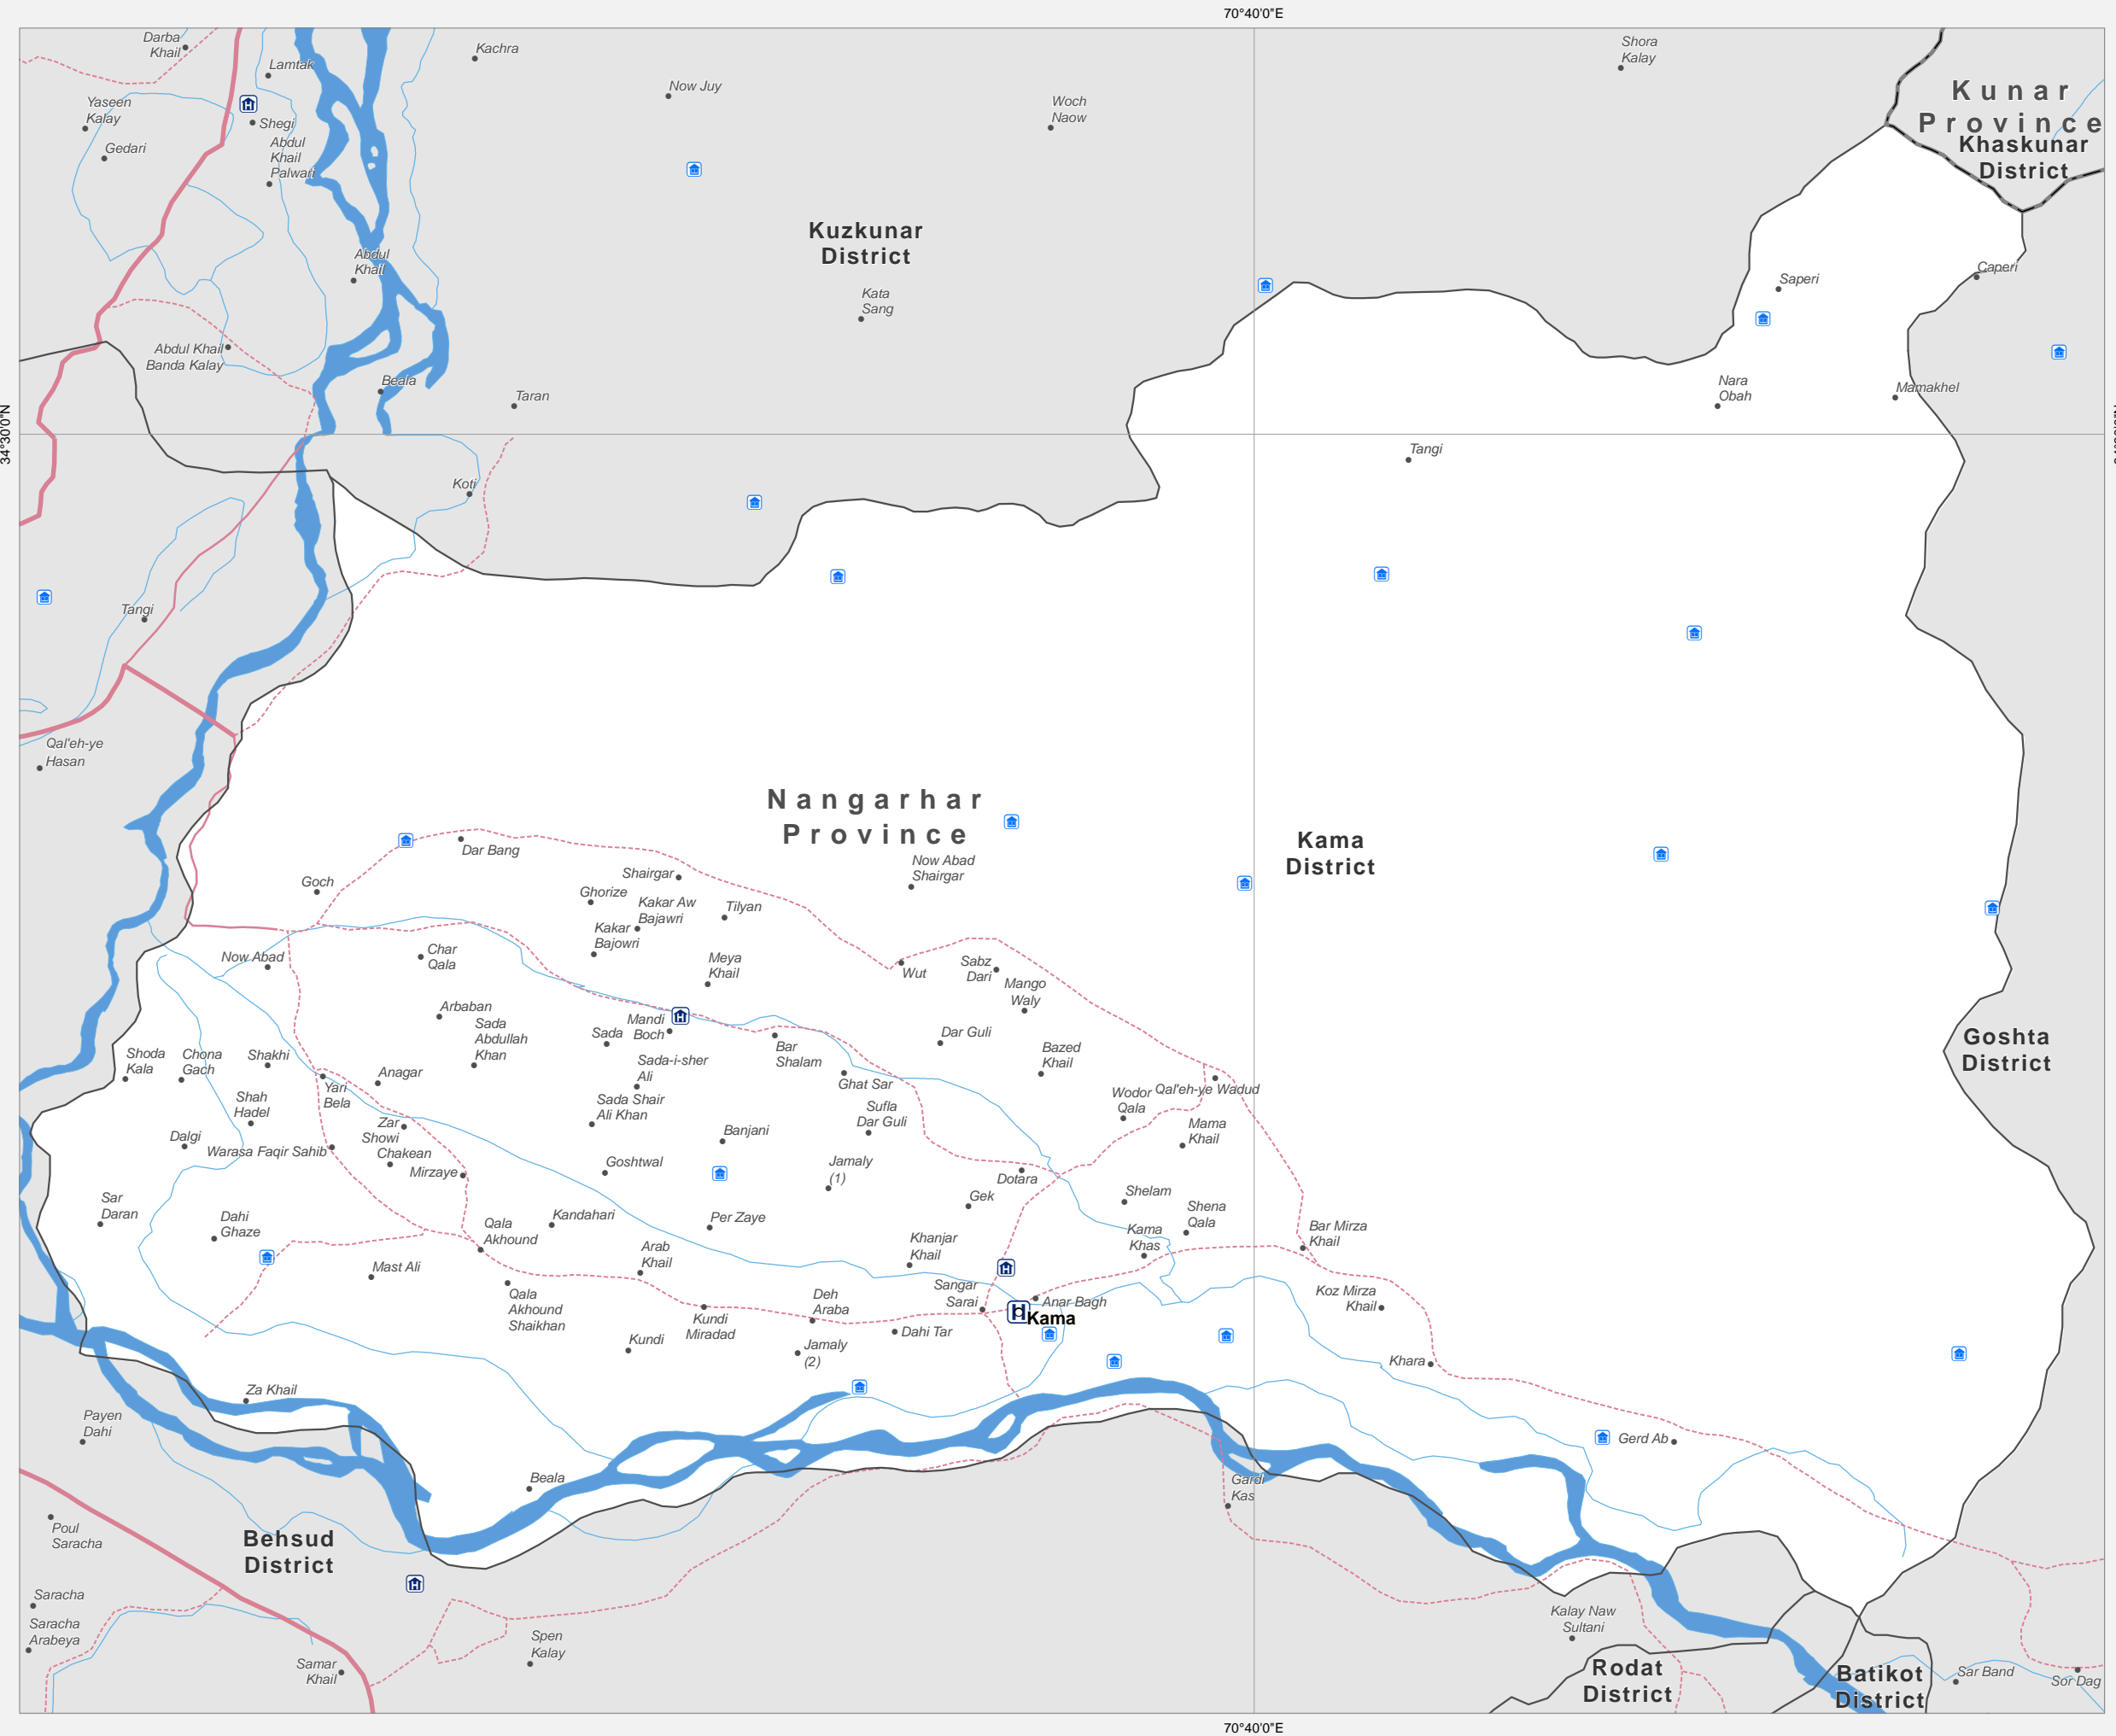 70°40'0"E
Darba
Khail
Lamtak
Kachra
Shora
Kalay
Now Juy
Yaseen
Kalay
Woch
Naow
Kunar
Province
Khaskunar
District
Shegi
Gedari
Abdul
Khail
Palwari
Kuzkunar
District
Abdul
Khail
Caperi
Saperi
Kata
Sang
Abdul Khail
Banda Kalay
Beala
Taran
Nara
Obah
Mamakhel
34°30'0"N
Tangi
Koti
Tangi
Qal'eh-ye
Hasan
Nangarhar
Province
Kama
District
Dar Bang
Now Abad
Shairgar
Goch
Shairgar
Ghorize
Kakar Aw
Bajawri
Tilyan
Kakar
Bajowri
Char
Qala
Now Abad
Meya
Khail
Wut
Sabz
Dari
Mango
Waly
Arbaban
Sada
Abdullah
Khan
Sada
Mandi
Boch
Dar Guli
Bar
Shalam
Bazed
Khail
Goshta
District
Shoda
Kala
Chona
Gach
Shakhi
Anagar
Sada-i-sher
Ali
Ghat Sar
Yari
Bela
Shah
Hadel
Sada Shair
Ali Khan
Sufla
Dar Guli
Wodor
Qala
Qal'eh-ye Wadud
Zar
Showi
Chakean
Dalgi
Warasa Faqir Sahib
Banjani
Mama
Khail
Mirzaye
Goshtwal
Jamaly
(1)
Dotara
Gek
Shelam
Sar
Daran
Dahi
Ghaze
Qala
Akhound
Kandahari
Per Zaye
Shena
Qala
Kama
Khas
Bar Mirza
Khail
Arab
Khail
Khanjar
Khail
Mast Ali
Qala
Akhound
Shaikhan
Deh
Araba
Sangar
Sarai
Anar Bagh
Kama
Koz Mirza
Khail
Kundi
Miradad
Kundi
Jamaly
(2)
Dahi Tar
Khara
Za Khail
Payen
Dahi
Gerd Ab
Beala
Gardi
Kas
Poul
Saracha
Behsud
District
Saracha
Saracha
Arabeya
Samar
Khail
Spen
Kalay
Kalay Naw
Sultani
Rodat
District
Batikot
District
Sar Band
Sor Dag
70°40'0"E